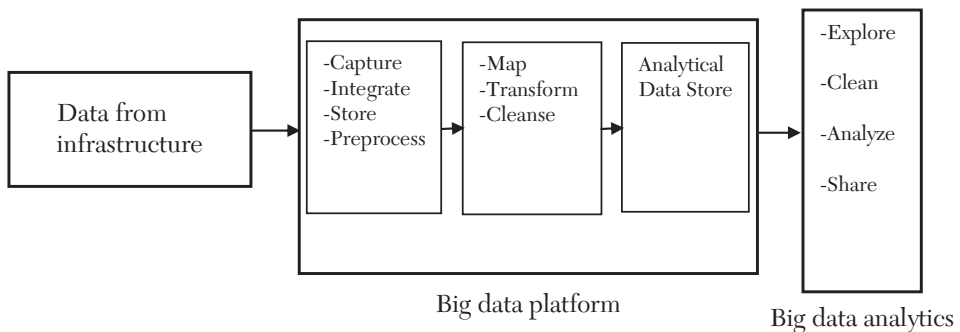 Data from
infrastructure
-Capture
-Integrate
-Store
-Preprocess
-Map
-Transform
-Cleanse
Analytical
Data Store
-Explore
-Clean
-Analyze
-Share
Big data platform
Big data analytics